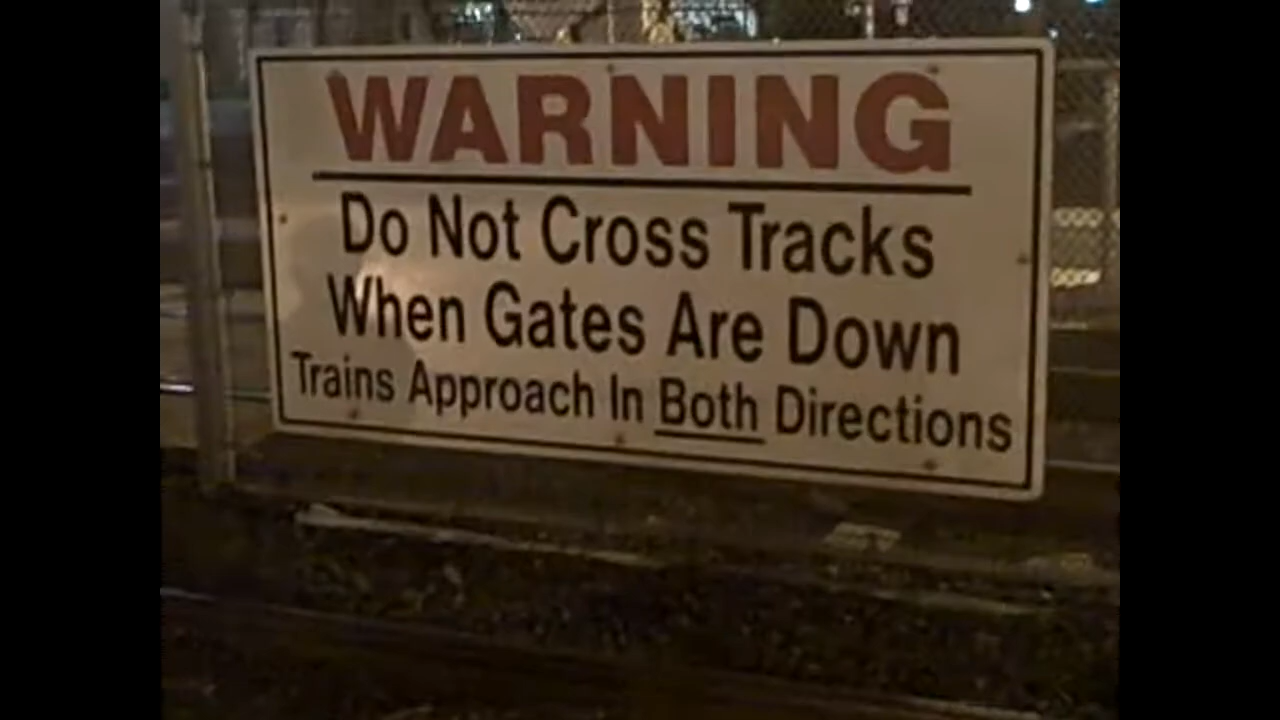 WARNING
Do Not Cross Tracks
When Gates Are Down
Trains Approach In Both Directions